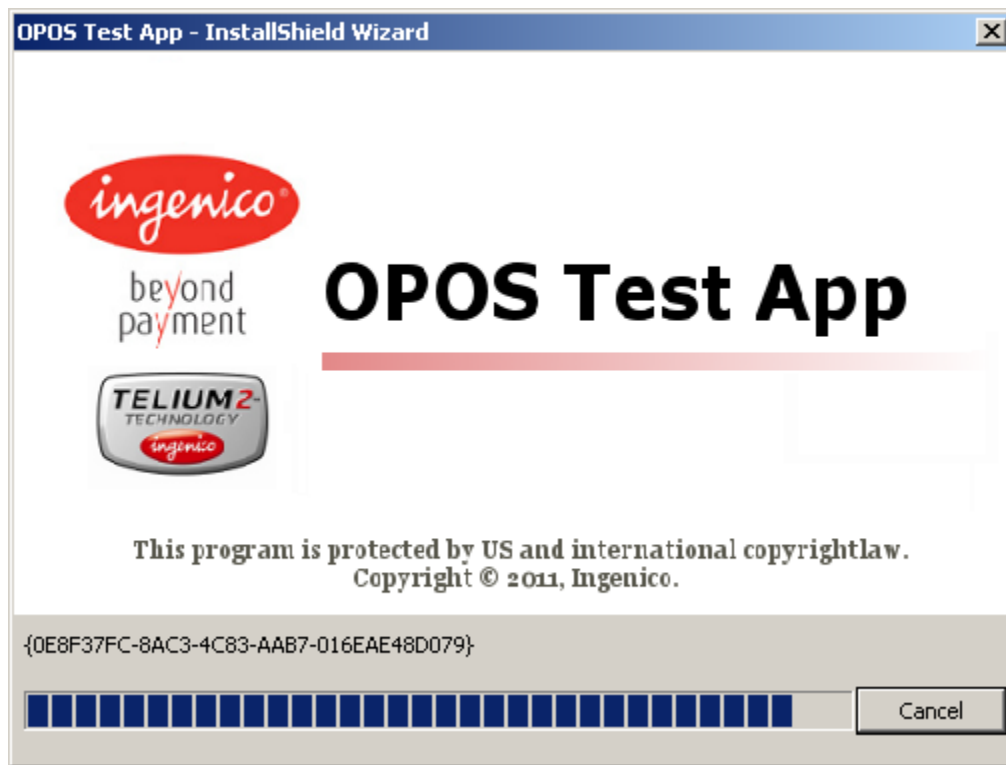 OPOS Test App - InstallShield Wizard
ingenico®
beyond
payment
OPOS Test App
TELIUM2-
TECHNOLOGY
ingenico
This program is protected by US and international copyrightlaw.
Copyright © 2011, Ingenico.
{0E8F37FC-8AC3-4C83-AAB7-016EAE48D079}
Cancel